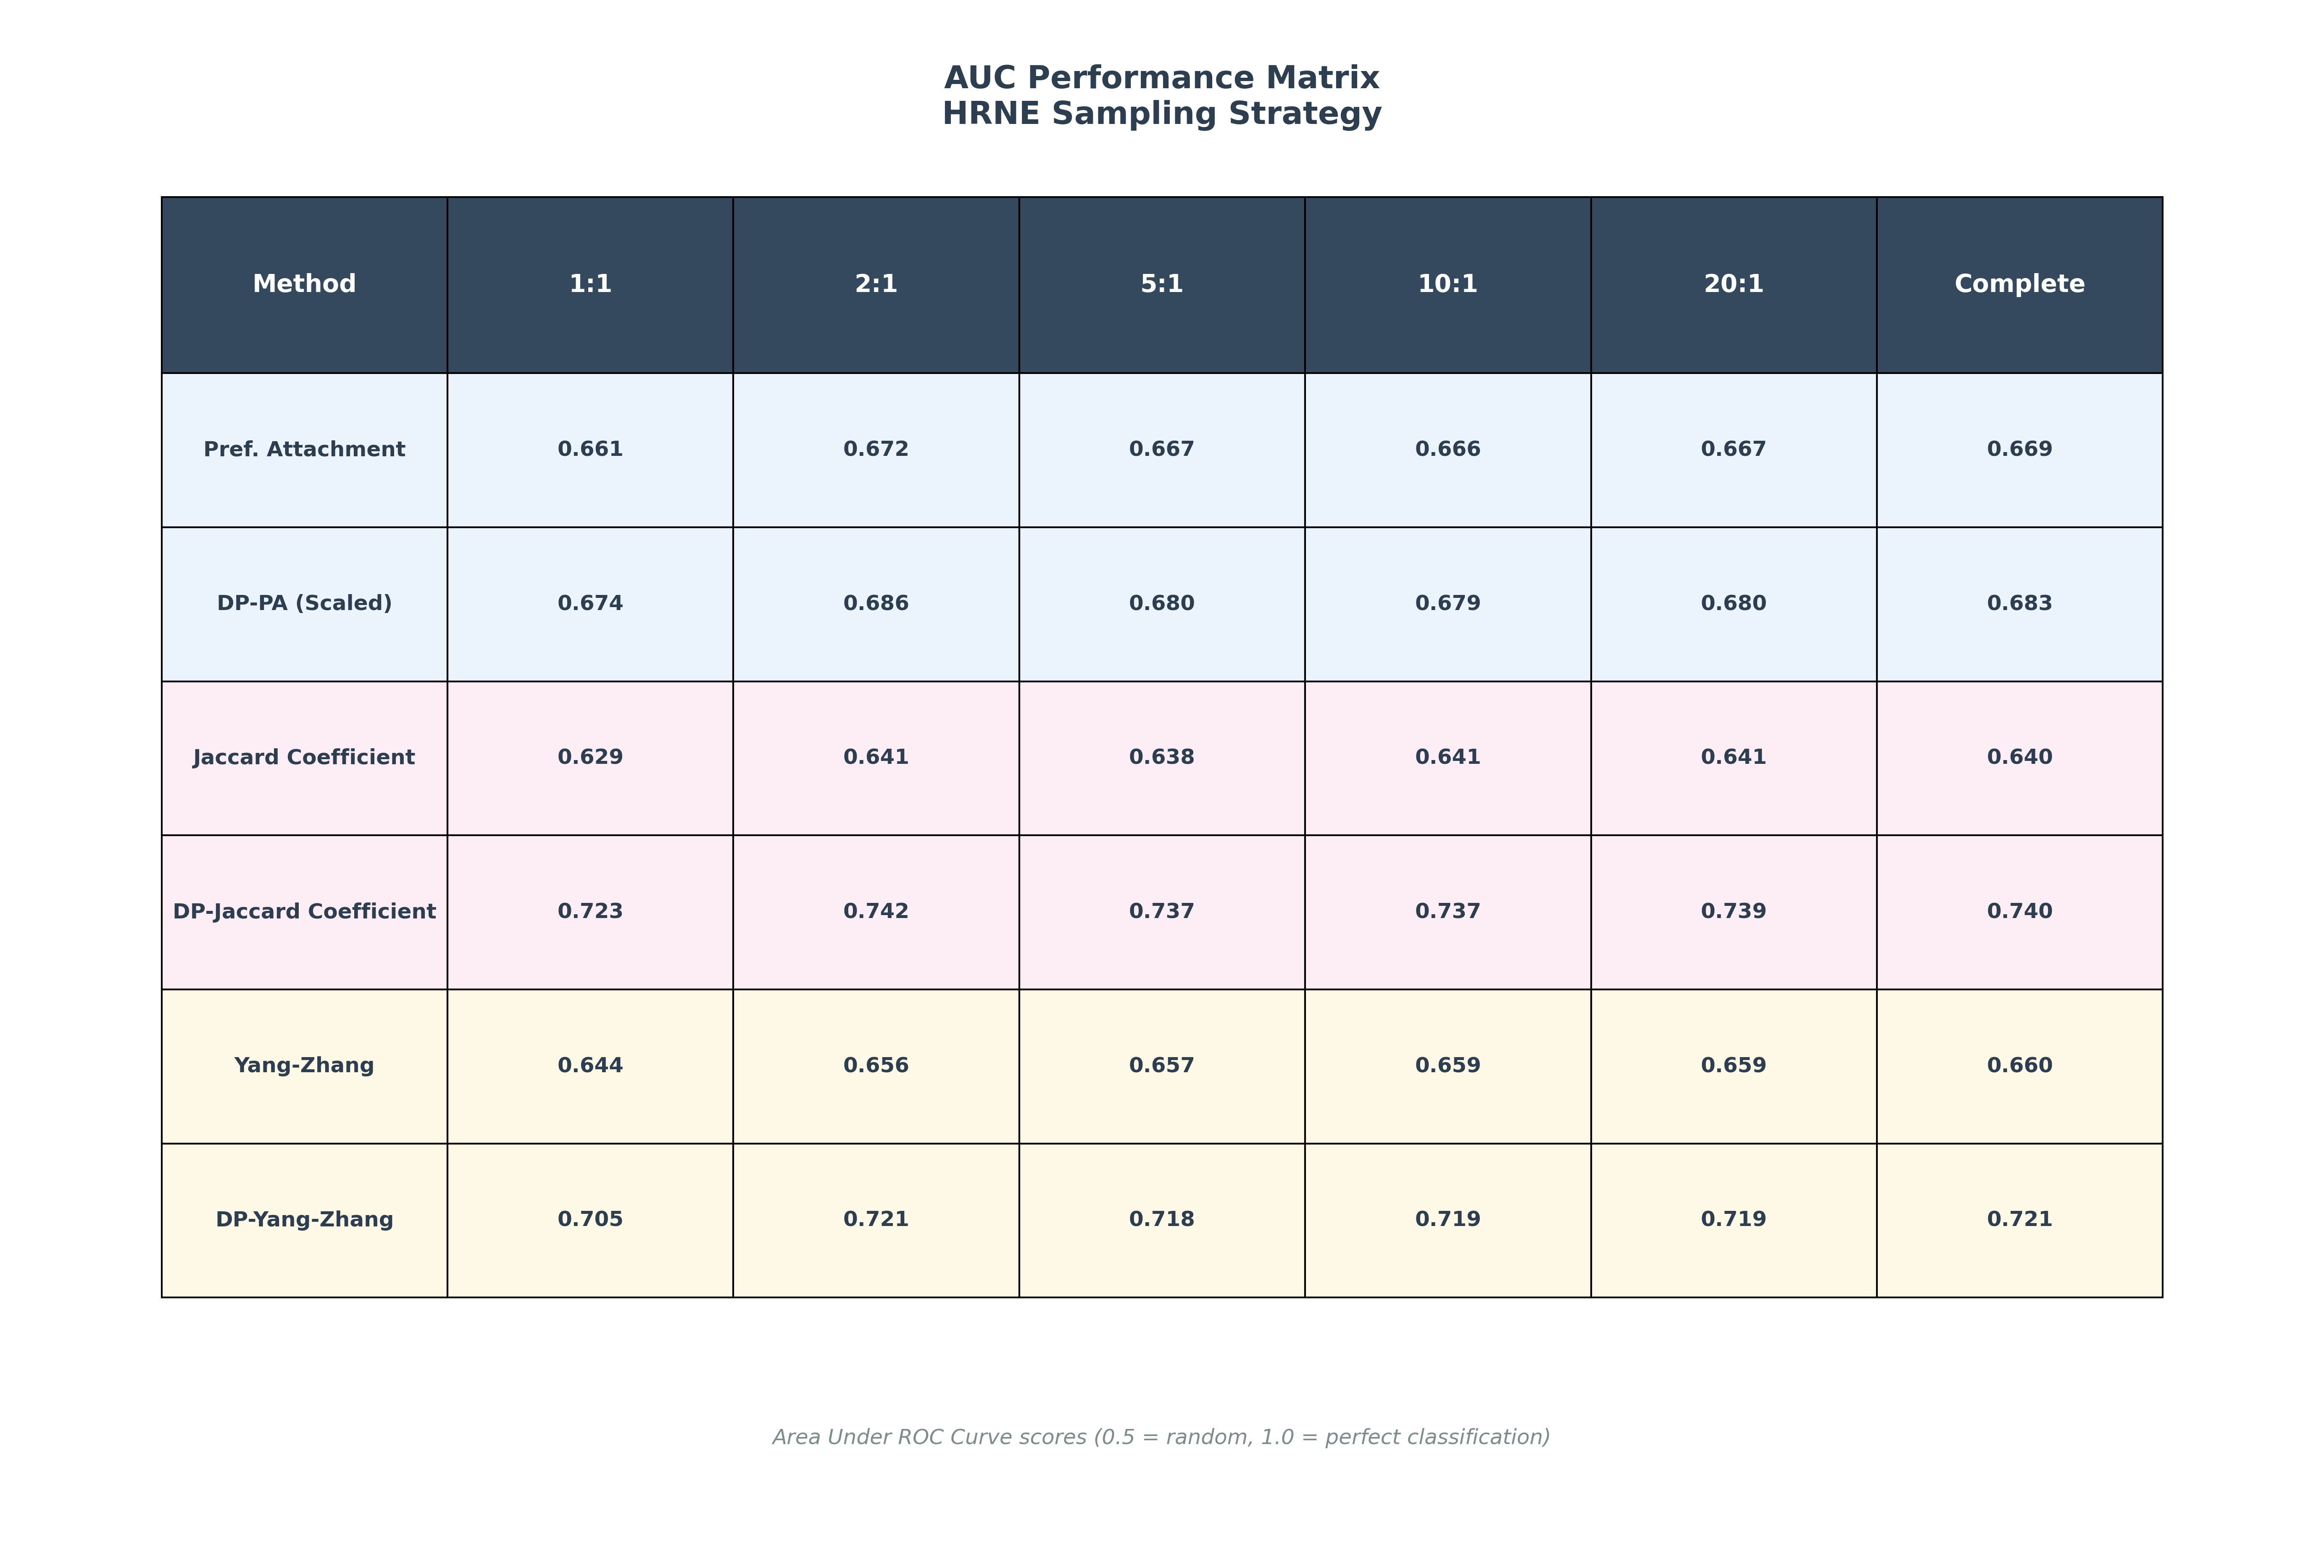 AUC Performance Matrix
HRNE Sampling Strategy
Method 1:1 2:1 5:1 10:1 20:1 Complete
Pref. Attachment 0.661 0.672 0.667 0.666 0.667 0.669
DP-PA (Scaled) 0.674 0.686 0.680 0.679 0.680 0.683
Jaccard Coefficient 0.629 0.641 0.638 0.641 0.641 0.640
DP-Jaccard Coefficient 0.723 0.742 0.737 0.737 0.739 0.740
Yang-Zhang 0.644 0.656 0.657 0.659 0.659 0.660
DP-Yang-Zhang 0.705 0.721 0.718 0.719 0.719 0.721
Area Under ROC Curve scores (0.5 = random, 1.0 = perfect classification)